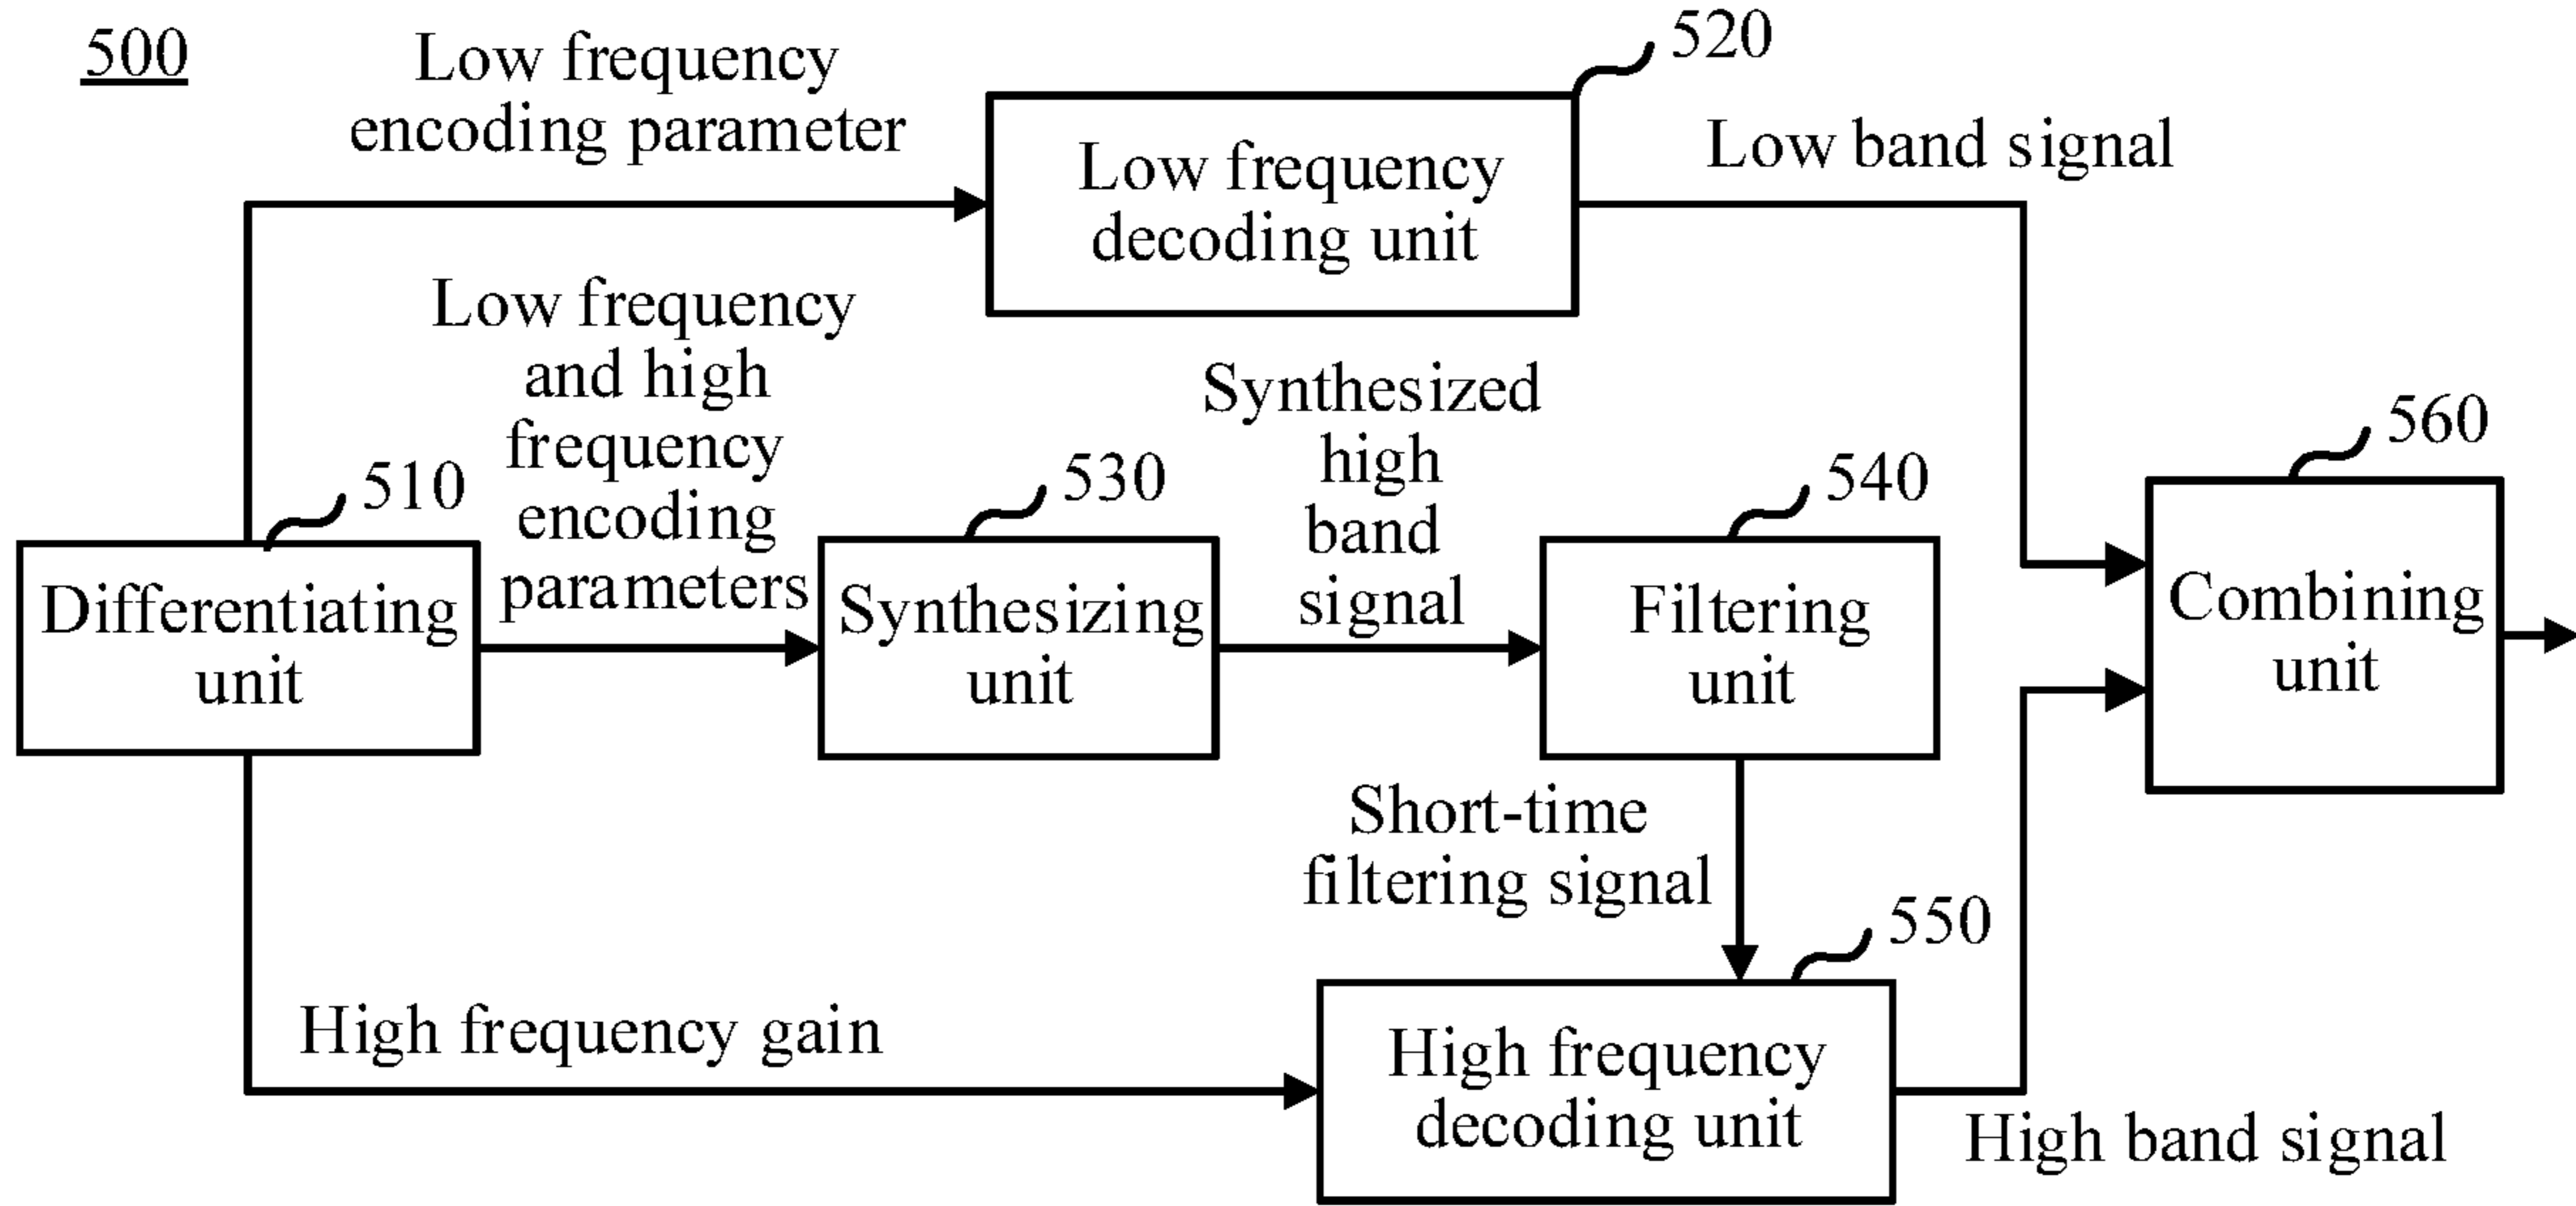 500
Low frequency
encoding parameter
520
Low frequency
decoding unit
Low band signal
Low frequency
and high
frequency
encoding
parameters
510
Differentiating
unit
530
Synthesizing
unit
Synthesized
high
band
signal
540
Filtering
unit
560
Combining
unit
Short-time
filtering signal
550
High frequency gain
High frequency
decoding unit
High band signal